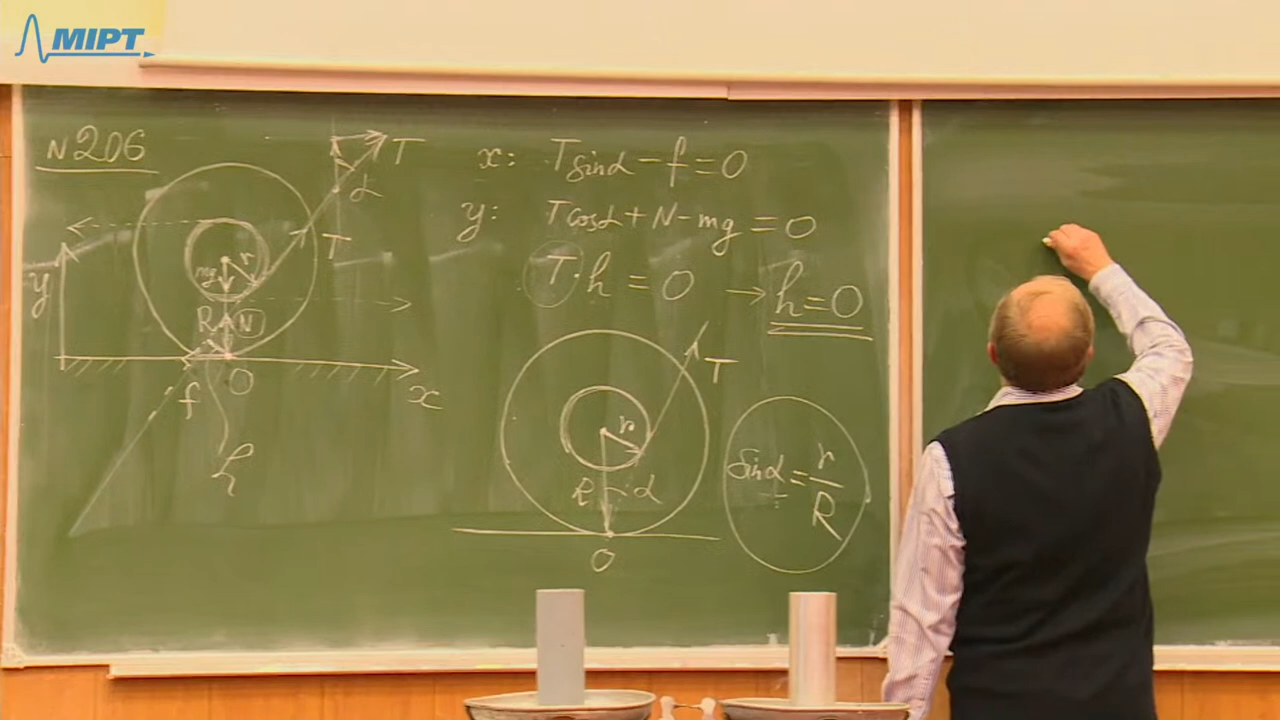 MIPT
N206
T
α
T
y
r
mg
R
N
f
O
x
h
x: T sinα - f = 0
y: T cosα + N - mg = 0
T·h = 0 → h = 0
T
r
R
α
O
sinα = r/R